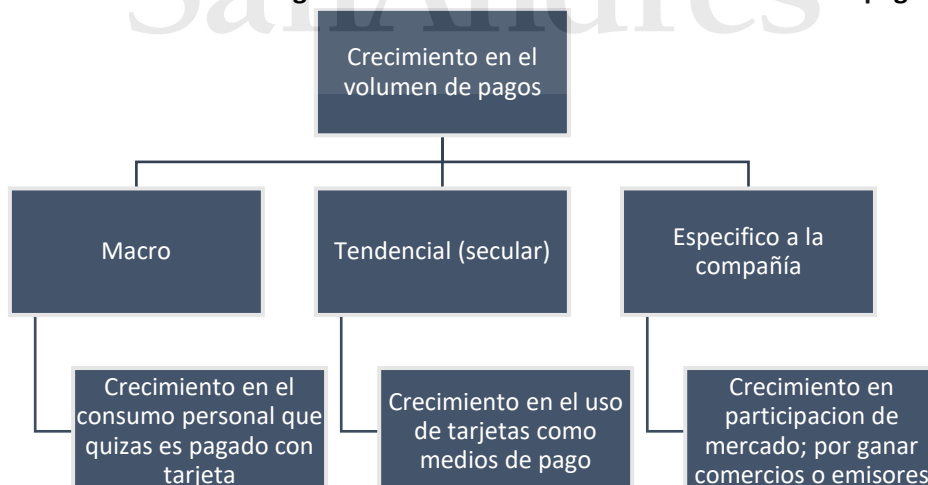 SanAndrés
Crecimiento en el
volumen de pagos
Macro
Tendencial (secular)
Especifico a la
compañía
Crecimiento en el
consumo personal que
quizas es pagado con
tarjeta
Crecimiento en el uso
de tarjetas como
medios de pago
Crecimiento en
participacion de
mercado; por ganar
comercios o emisores